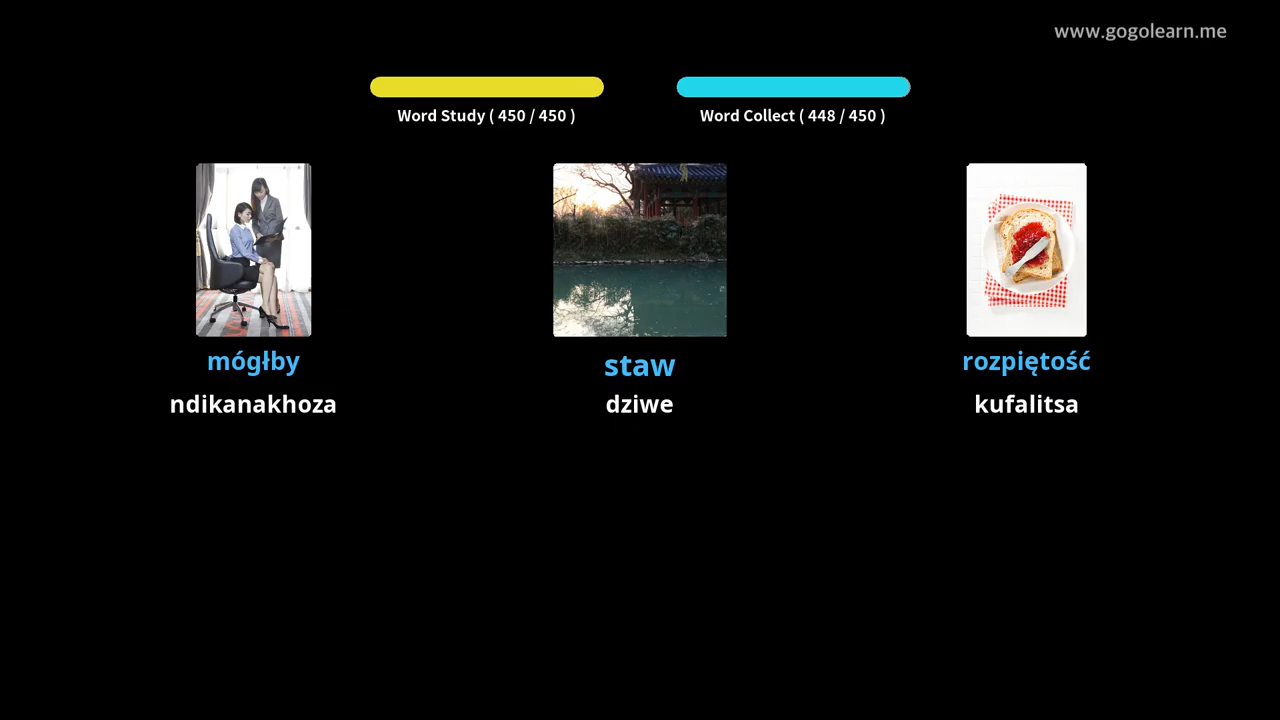 www.gogolearn.me
Word Study ( 450 / 450 )
Word Collect ( 448 / 450 )
mógłby
staw
rozpiętość
ndikanakhoza
dziwe
kufalitsa